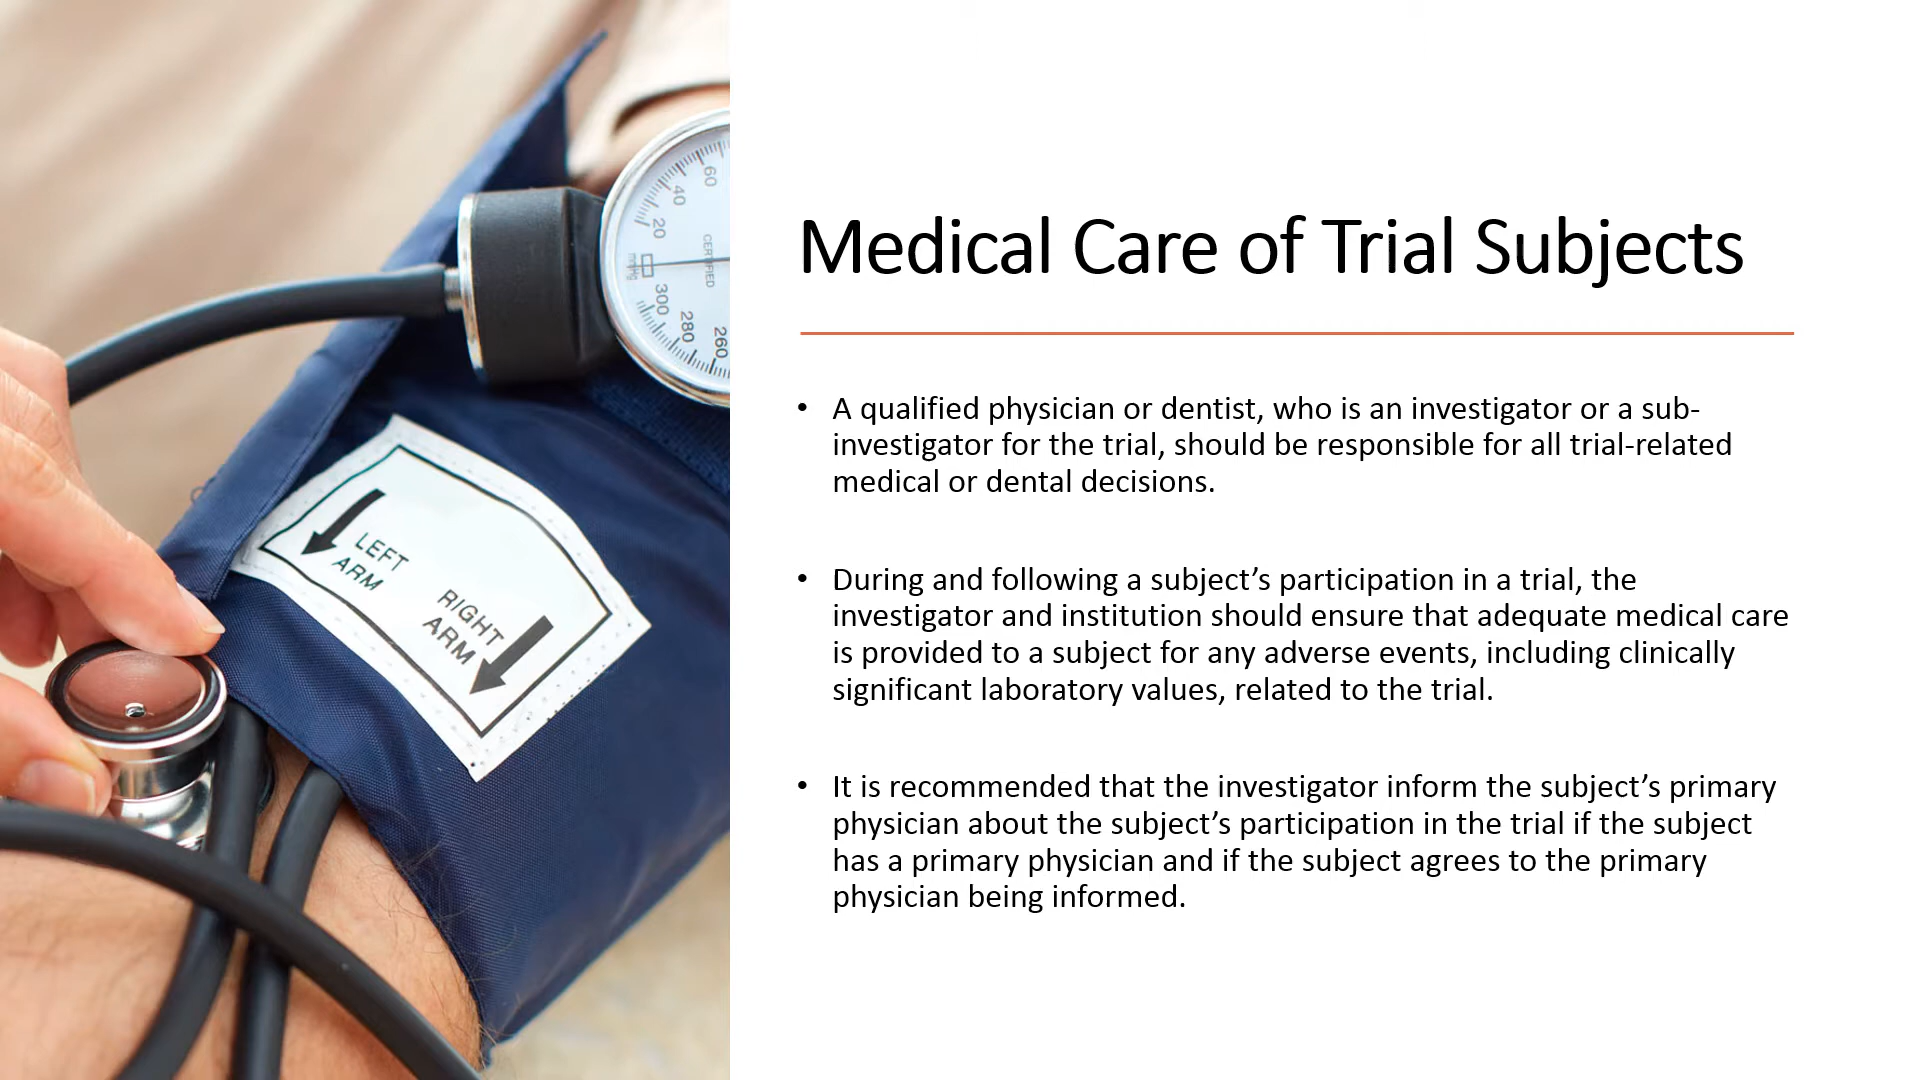 60
40
20
CERTIFIED
mmHg
300
280
260
LEFT
ARM
RIGHT
ARM
Medical Care of Trial Subjects
• A qualified physician or dentist, who is an investigator or a sub-
investigator for the trial, should be responsible for all trial-related
medical or dental decisions.
• During and following a subject’s participation in a trial, the
investigator and institution should ensure that adequate medical care
is provided to a subject for any adverse events, including clinically
significant laboratory values, related to the trial.
• It is recommended that the investigator inform the subject’s primary
physician about the subject’s participation in the trial if the subject
has a primary physician and if the subject agrees to the primary
physician being informed.